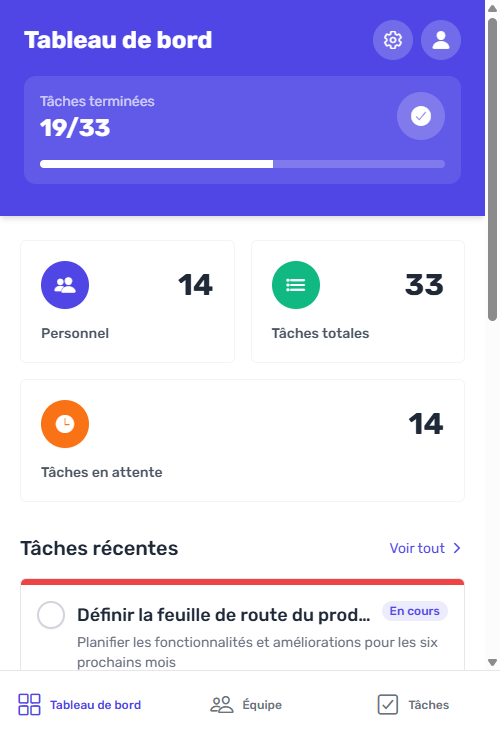 Tableau de bord
Tâches terminées
19/33
14
Personnel
33
Tâches totales
14
Tâches en attente
Tâches récentes
Voir tout
Définir la feuille de route du prod...
En cours
Planifier les fonctionnalités et améliorations pour les six
prochains mois
Tableau de bord
Équipe
Tâches